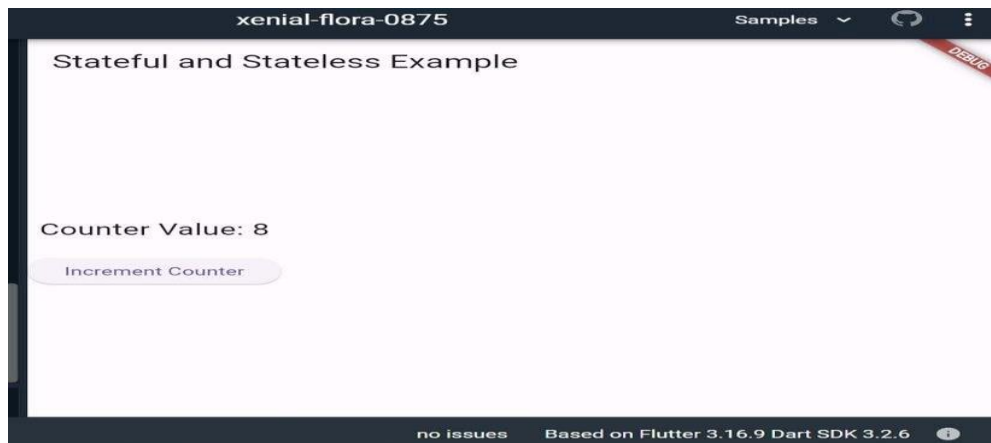 xenial-flora-0875 Samples
Stateful and Stateless Example
DEBUG
Counter Value: 8
Increment Counter
no issues Based on Flutter 3.16.9 Dart SDK 3.2.6